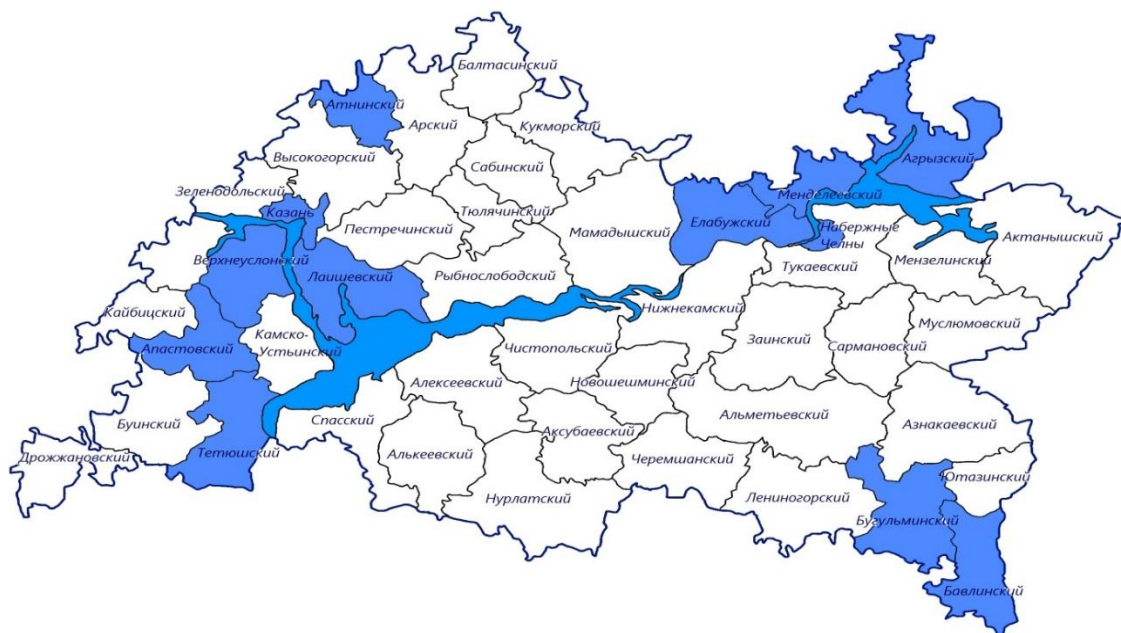 Балтасинский
Атнинский
Арский
Кукморский
Высокогорский
Сабинский
Агрызский
Зеленодольский
Казань
Тюлячинский
Менделеевский
Пестречинский
Мамадышский
Елабужский
Набержные
Челны
Актанышский
Верхнеуслонский
Лаишевский
Рыбнослободский
Тукаевский
Мензелинский
Кайбицский
Нижнекамский
Камско-
Устьинский
Апастовский
Чистопольский
Заинский
Сармановский
Муслюмовский
Алексеевский
Новошешминский
Буинский
Спасский
Альметьевский
Азнакаевский
Аксубаевский
Дрожжановский
Тетюшский
Алькеевский
Черемшанский
Ютазинский
Нурлатский
Лениногорский
Бугульминский
Бавлинский